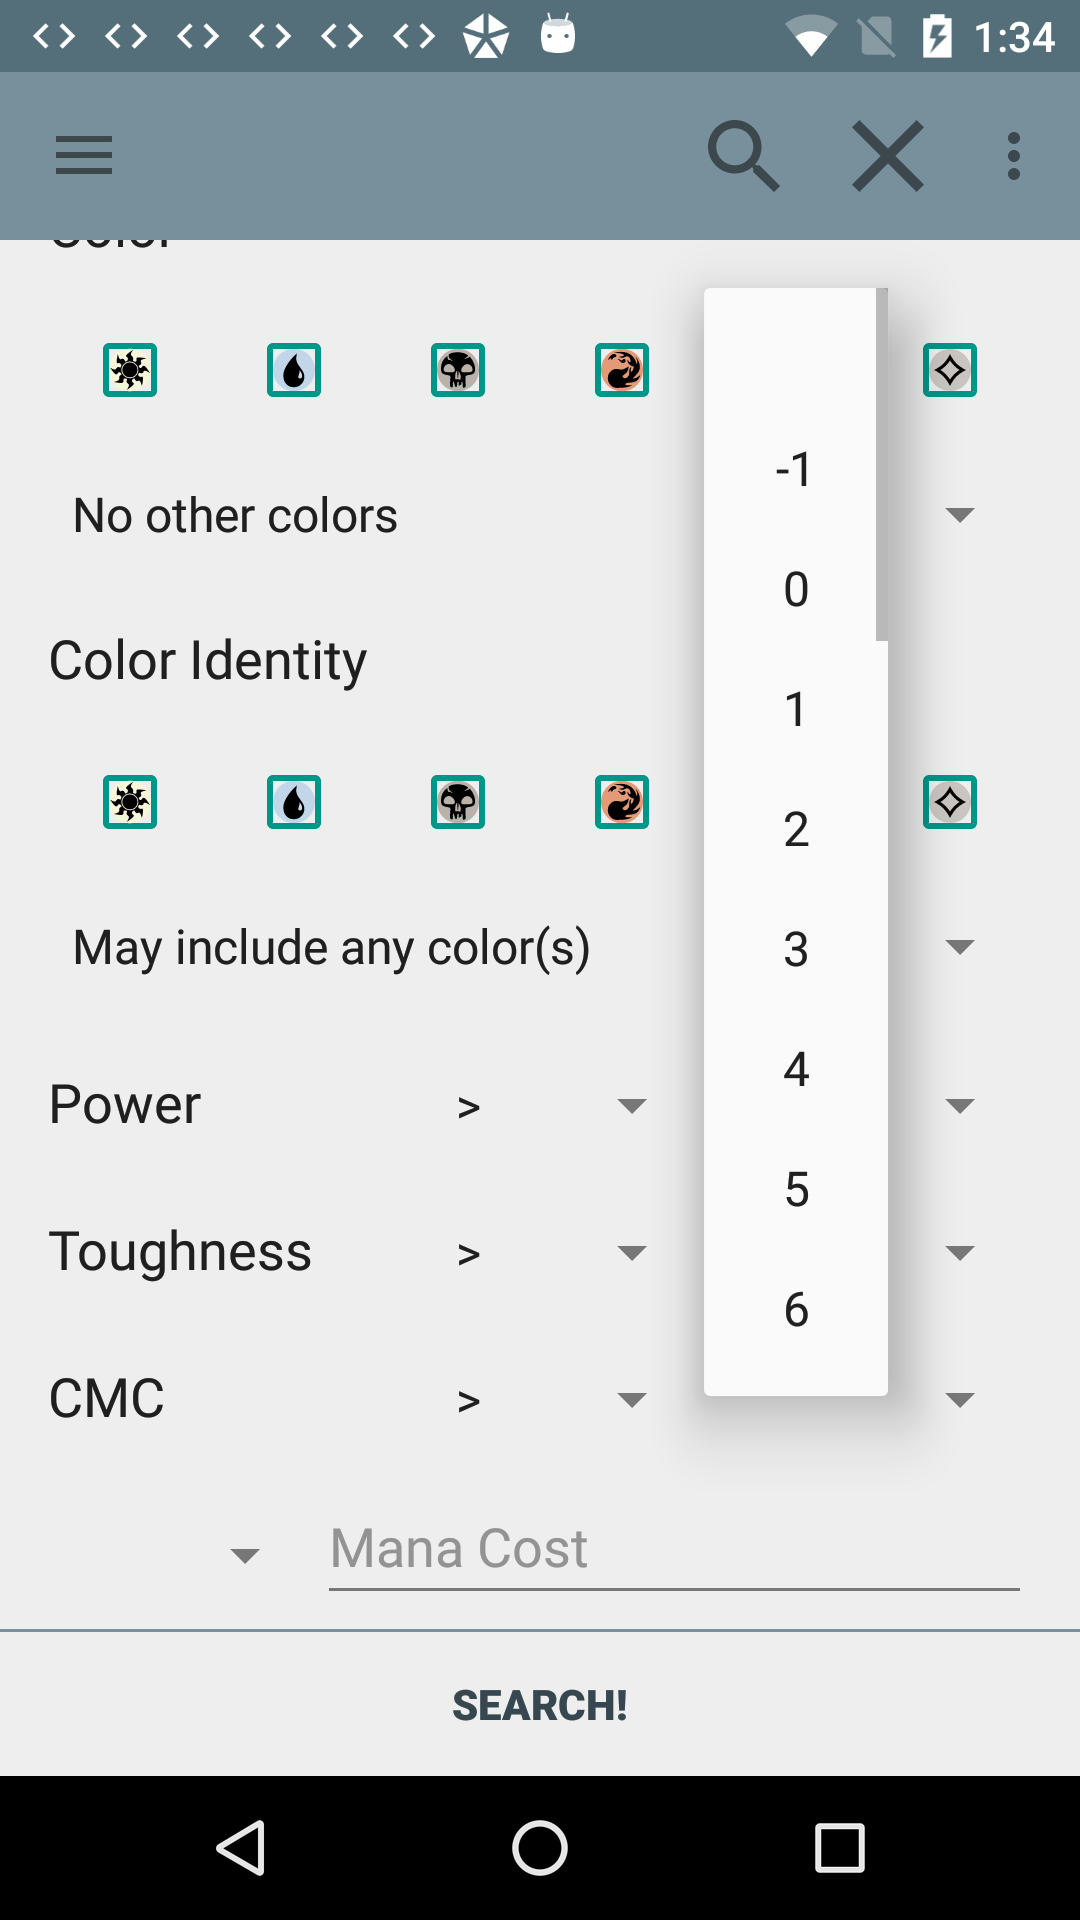 1:34
Color
-1
No other colors
0
Color Identity
1
2
3
May include any color(s)
4
Power >
5
Toughness >
6
CMC >
Mana Cost
SEARCH!